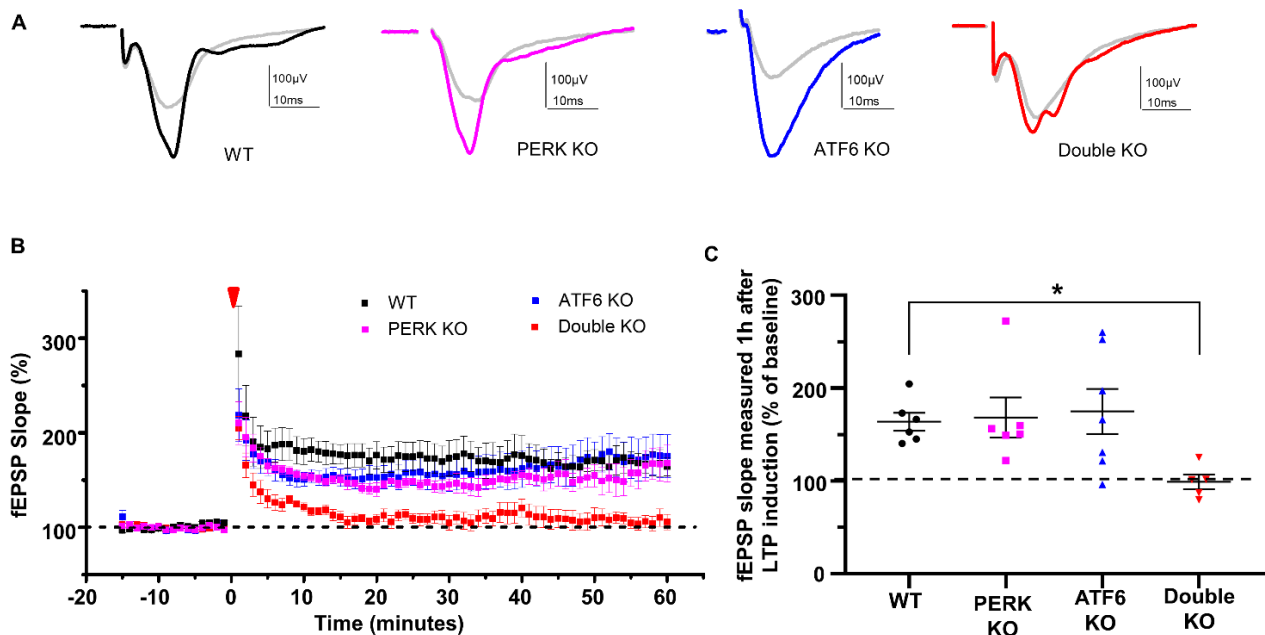 A
100µV
10ms
WT
100µV
10ms
PERK KO
100µV
10ms
ATF6 KO
100µV
10ms
Double KO
B
fEPSP Slope (%)
300
200
100
WT
PERK KO
ATF6 KO
Double KO
-20
-10
0
10
20
30
40
50
60
Time (minutes)
C
fEPSP slope measured 1h after
LTP induction (% of baseline)
300
200
100
0
*
WT
PERK
KO
ATF6
KO
Double
KO